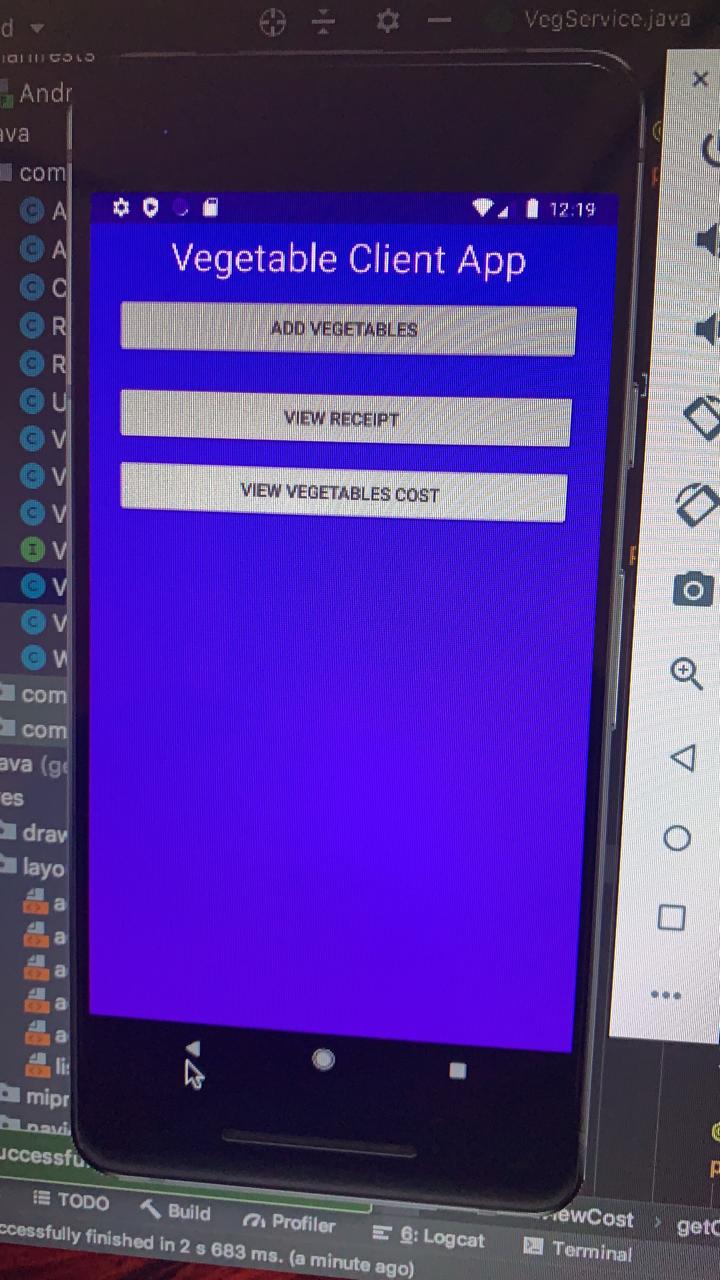 d
VegService.java
Andr
ava
com
A
A
C
R
R
U
V
V
V
I V
V
V
com
com
ava (ge
es
draw
layo
a
a
a
a
a
lis
mipr
navi
12:19
Vegetable Client App
ADD VEGETABLES
VIEW RECEIPT
VIEW VEGETABLES COST
uccessfu
TODO
Build
Profiler
6: Logcat
Terminal
ewCost
getC
ccessfully finished in 2 s 683 ms. (a minute ago)